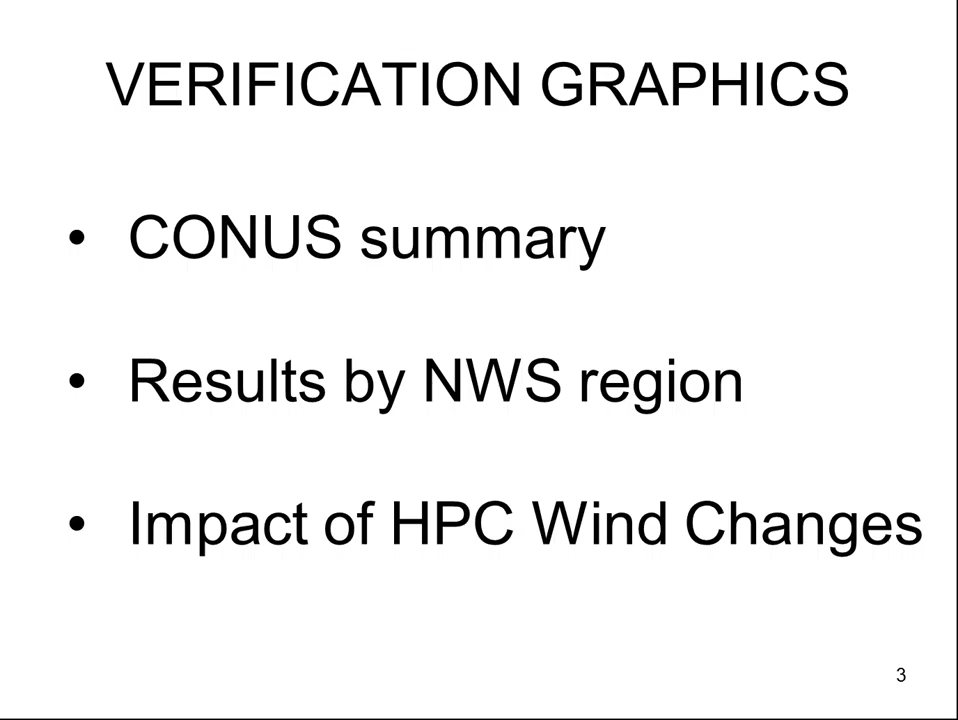 VERIFICATION GRAPHICS
• CONUS summary
• Results by NWS region
• Impact of HPC Wind Changes
3